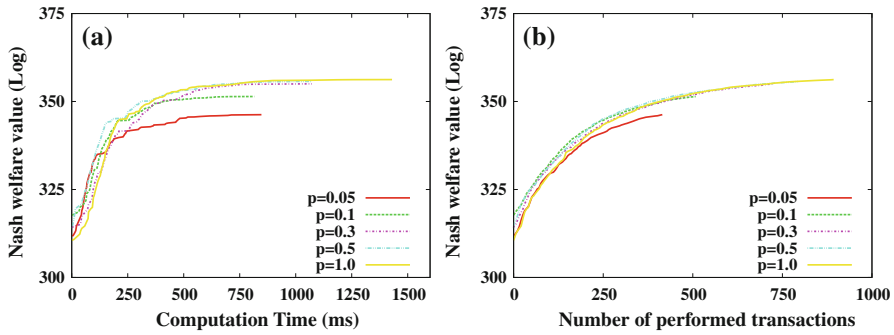 (a)
Nash welfare value (Log)
375
350
325
300
0
250
500
750
1000
1250
1500
Computation Time (ms)
p=0.05
p=0.1
p=0.3
p=0.5
p=1.0
(b)
Nash welfare value (Log)
375
350
325
300
0
250
500
750
1000
Number of performed transactions
p=0.05
p=0.1
p=0.3
p=0.5
p=1.0